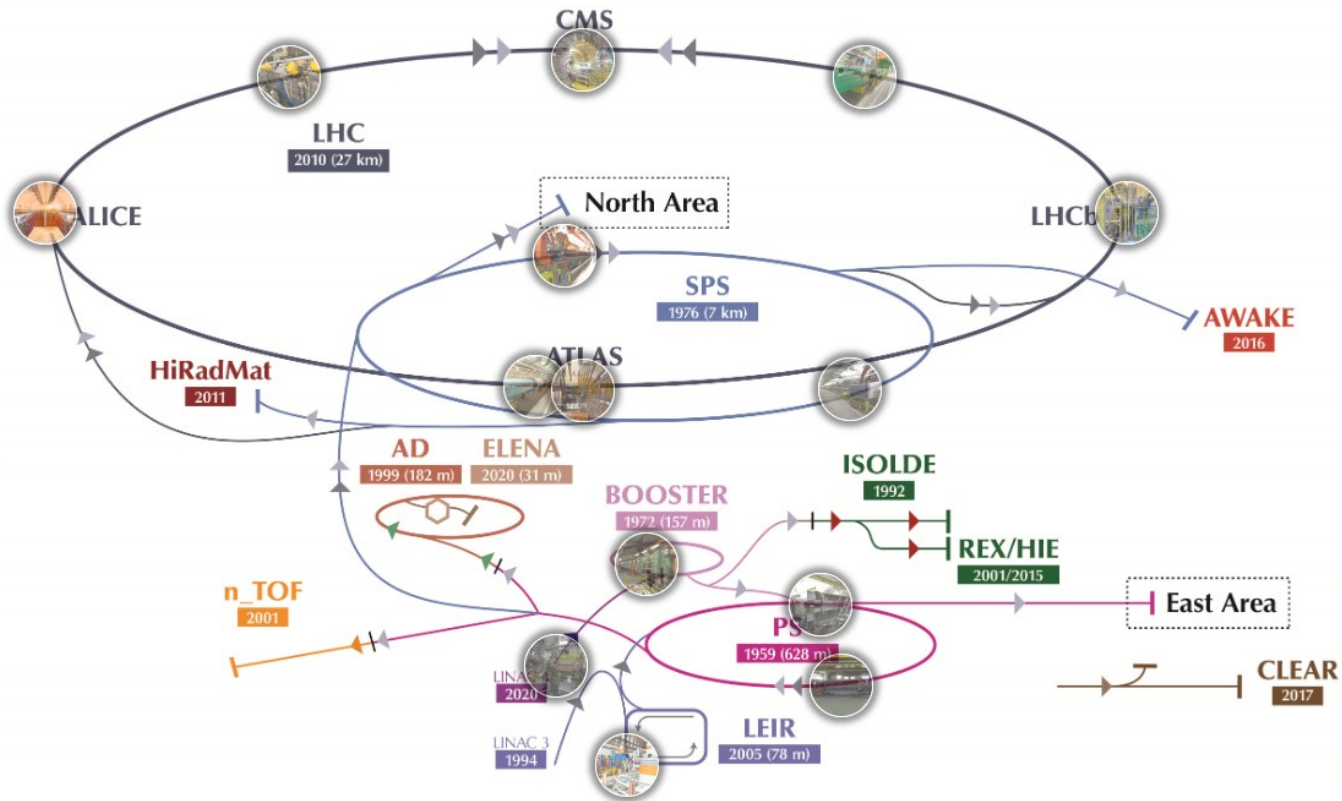 CMS
LHC
2010 (27 km)
ALICE
North Area
LHCb
SPS
1976 (7 km)
AWAKE
2016
ATLAS
HiRadMat
2011
AD
1999 (182 m)
ELENA
2020 (31 m)
ISOLDE
1992
BOOSTER
1972 (157 m)
REX/HIE
2001/2015
n_TOF
2001
East Area
PS
1959 (628 m)
LINAC 4
2020
CLEAR
2017
LEIR
2005 (78 m)
LINAC 3
1994